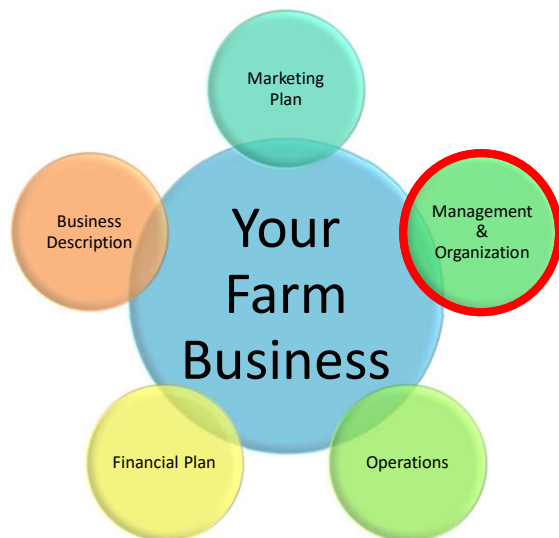 Marketing
Plan
Business
Description
Your
Farm
Business
Management
&
Organization
Financial Plan
Operations